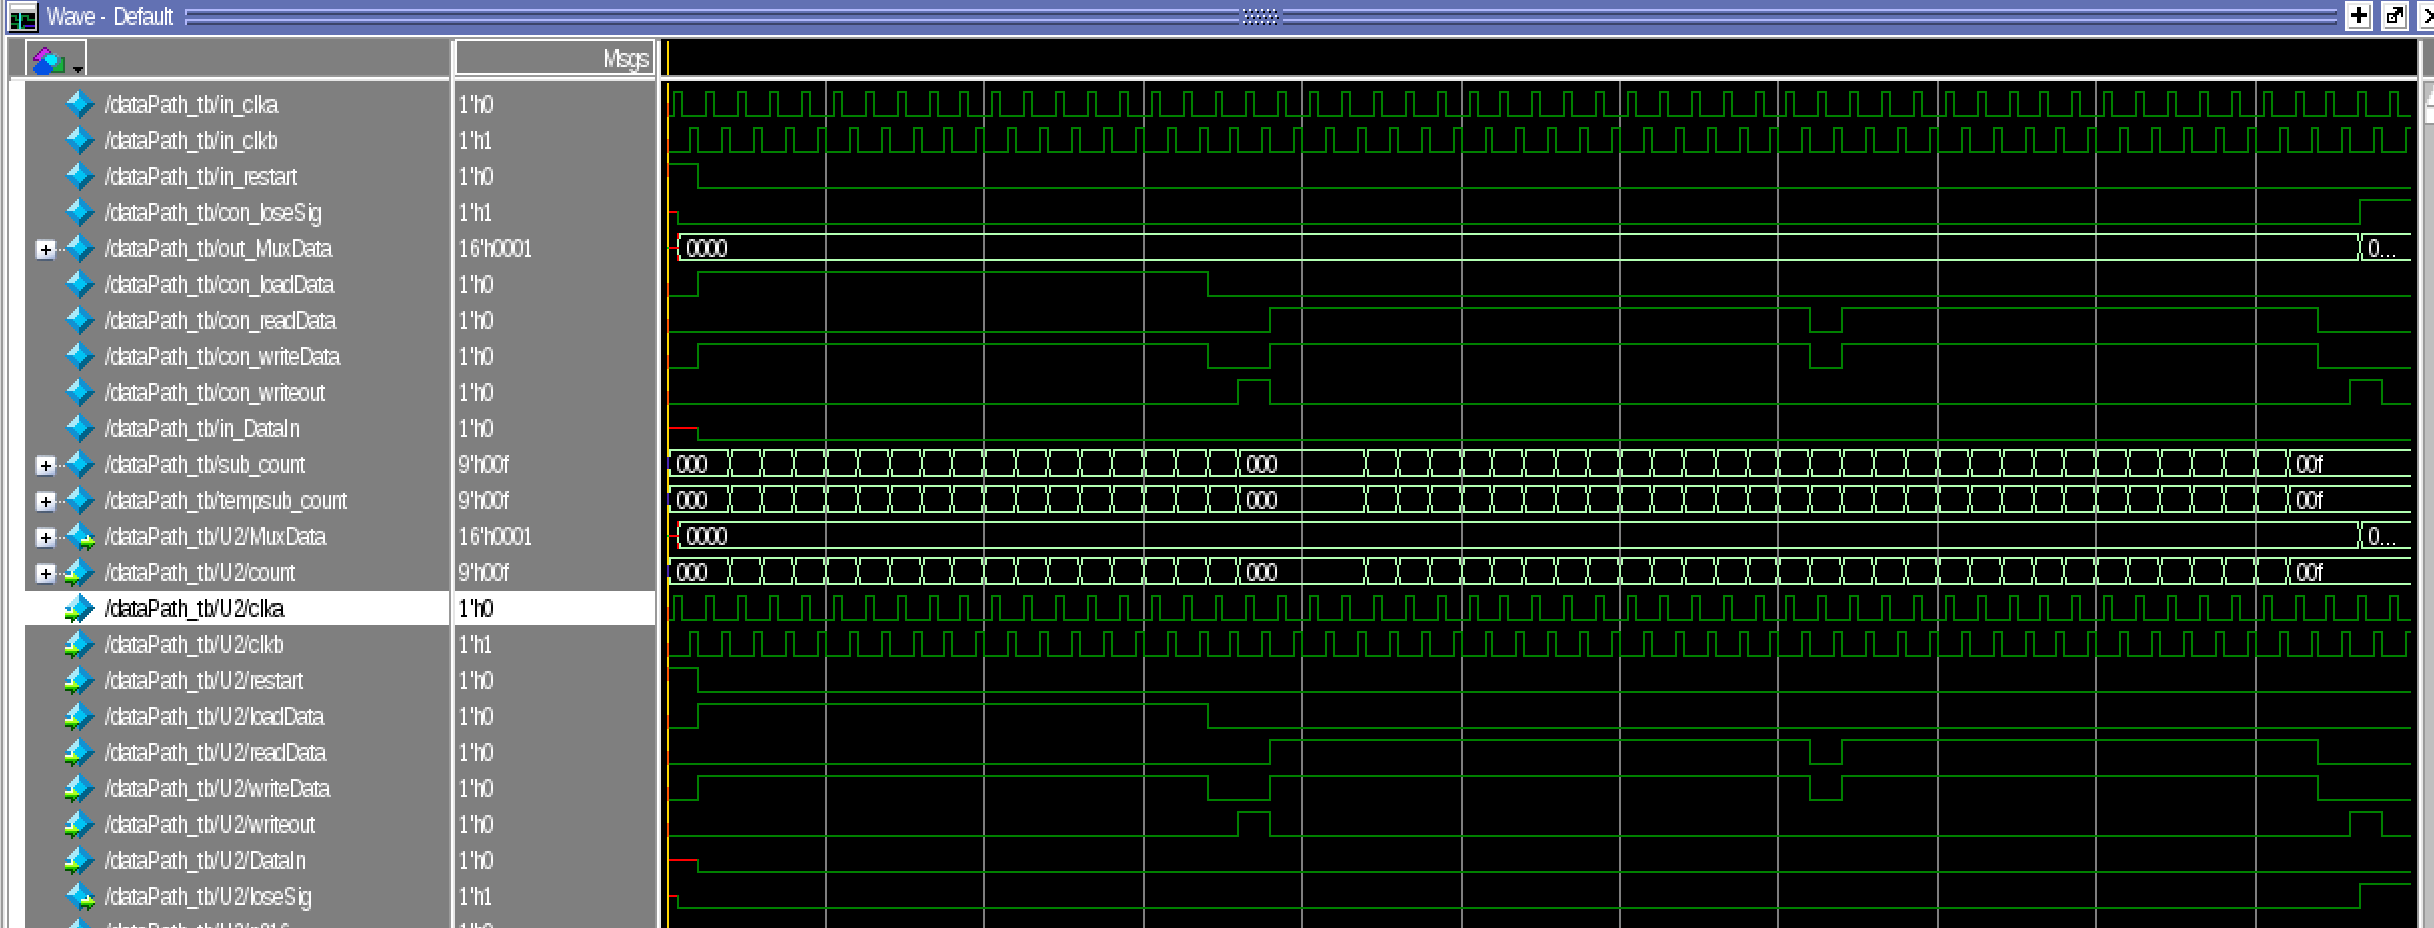 Wave - Default
Msgs
/dataPath_tb/in_clka 1'h0
/dataPath_tb/in_clkb 1'h1
/dataPath_tb/in_restart 1'h0
/dataPath_tb/con_loseSig 1'h1
/dataPath_tb/out_MuxData 16'h0001 0000 0...
/dataPath_tb/con_loadData 1'h0
/dataPath_tb/con_readData 1'h0
/dataPath_tb/con_writeData 1'h0
/dataPath_tb/con_writeout 1'h0
/dataPath_tb/in_DataIn 1'h0
/dataPath_tb/sub_count 9'h00f 000 000 00f
/dataPath_tb/tempsub_count 9'h00f 000 000 00f
/dataPath_tb/U2/MuxData 16'h0001 0000 0...
/dataPath_tb/U2/count 9'h00f 000 000 00f
/dataPath_tb/U2/clka 1'h0
/dataPath_tb/U2/clkb 1'h1
/dataPath_tb/U2/restart 1'h0
/dataPath_tb/U2/loadData 1'h0
/dataPath_tb/U2/readData 1'h0
/dataPath_tb/U2/writeData 1'h0
/dataPath_tb/U2/writeout 1'h0
/dataPath_tb/U2/DataIn 1'h0
/dataPath_tb/U2/loseSig 1'h1